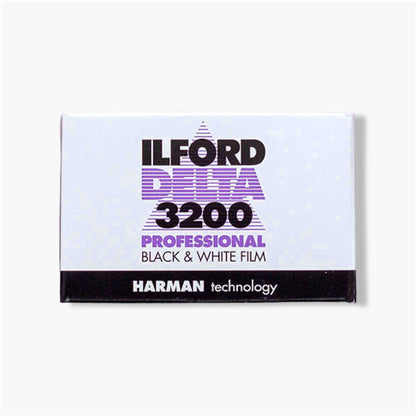 ILFORD
DELTA
3200
PROFESSIONAL
BLACK & WHITE FILM
HARMAN technology